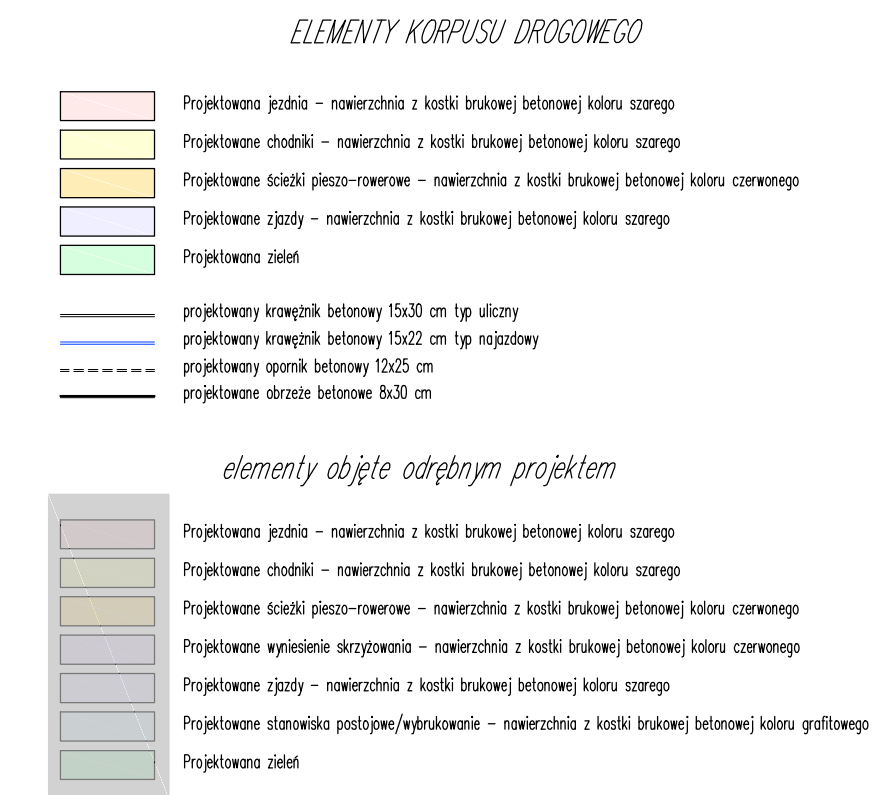 ELEMENTY KORPUSU DROGOWEGO
Projektowana jezdnia – nawierzchnia z kostki brukowej betonowej koloru szarego
Projektowane chodniki – nawierzchnia z kostki brukowej betonowej koloru szarego
Projektowane ścieżki pieszo-rowerowe – nawierzchnia z kostki brukowej betonowej koloru czerwonego
Projektowane zjazdy – nawierzchnia z kostki brukowej betonowej koloru szarego
Projektowana zieleń
projektowany krawężnik betonowy 15x30 cm typ uliczny
projektowany krawężnik betonowy 15x22 cm typ najazdowy
projektowany opornik betonowy 12x25 cm
projektowane obrzeże betonowe 8x30 cm
elementy objęte odrębnym projektem
Projektowana jezdnia – nawierzchnia z kostki brukowej betonowej koloru szarego
Projektowane chodniki – nawierzchnia z kostki brukowej betonowej koloru szarego
Projektowane ścieżki pieszo-rowerowe – nawierzchnia z kostki brukowej betonowej koloru czerwonego
Projektowane wyniesienie skrzyżowania – nawierzchnia z kostki brukowej betonowej koloru czerwonego
Projektowane zjazdy – nawierzchnia z kostki brukowej betonowej koloru szarego
Projektowane stanowiska postojowe/wybrukowanie – nawierzchnia z kostki brukowej betonowej koloru grafitowego
Projektowana zieleń